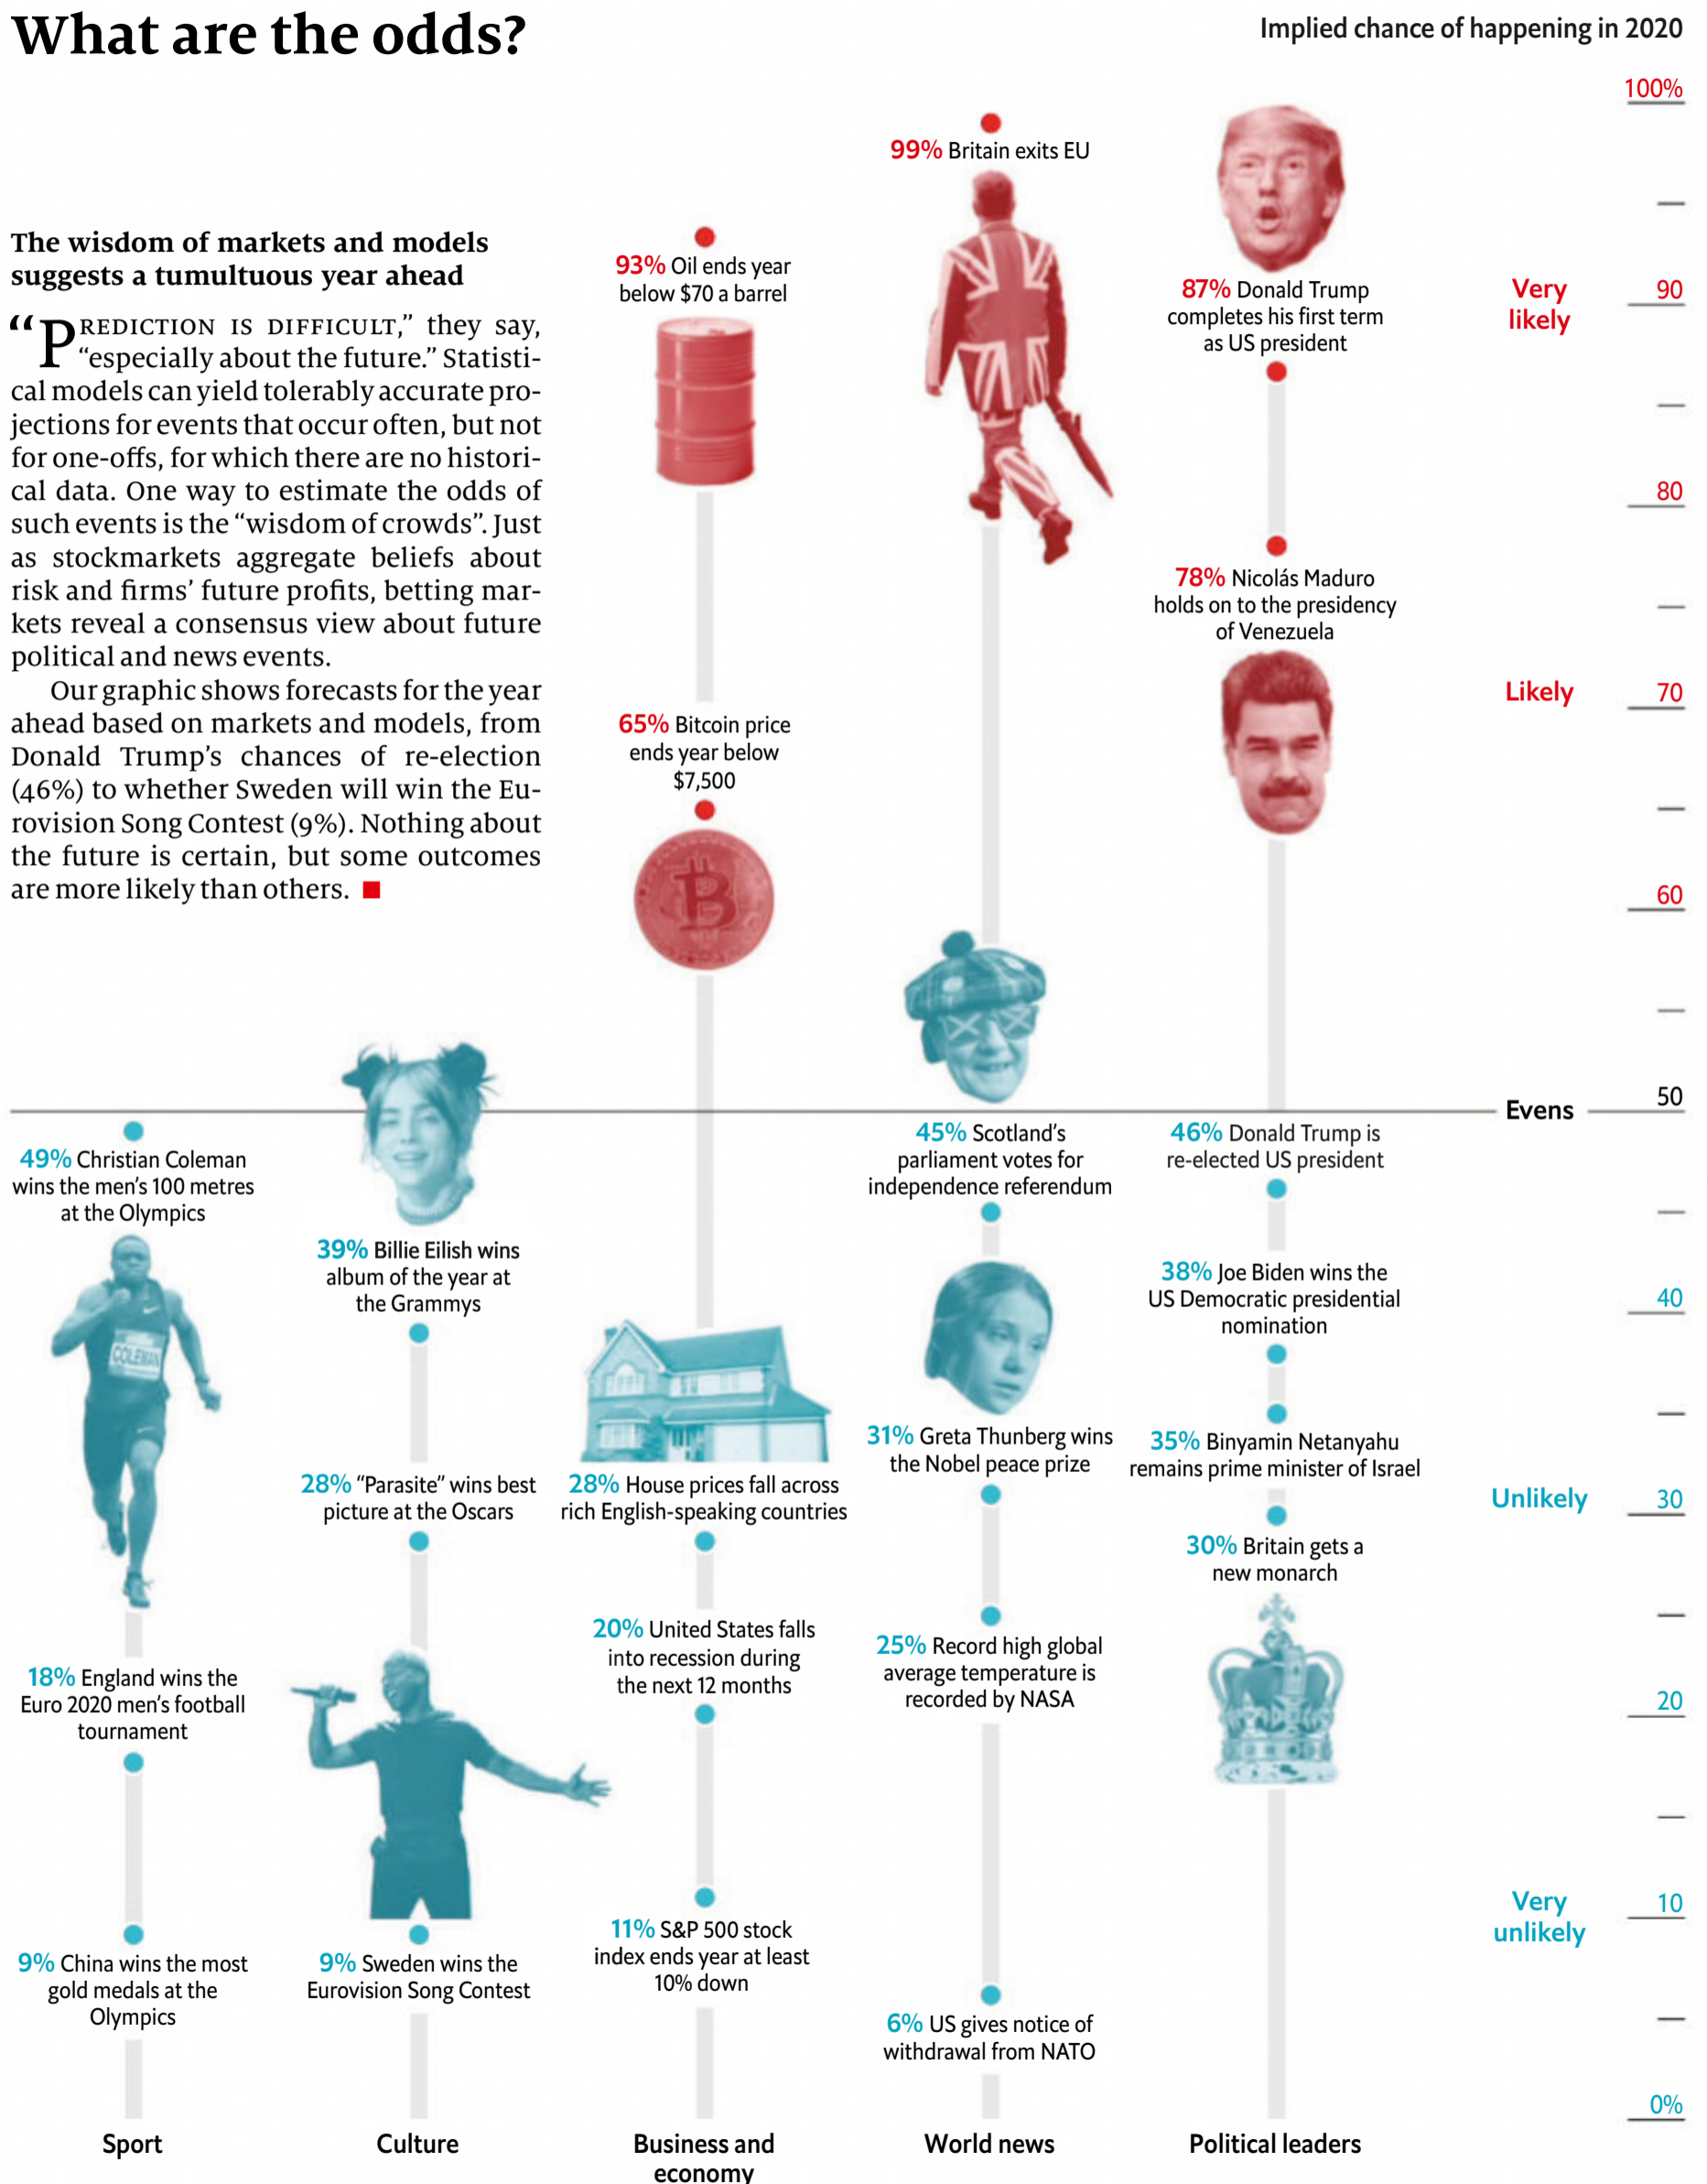 What are the odds?
Implied chance of happening in 2020
The wisdom of markets and models
suggests a tumultuous year ahead
“PREDICTION IS DIFFICULT,” they say,
“especially about the future.” Statisti-
cal models can yield tolerably accurate pro-
jections for events that occur often, but not
for one-offs, for which there are no histori-
cal data. One way to estimate the odds of
such events is the “wisdom of crowds”. Just
as stockmarkets aggregate beliefs about
risk and firms’ future profits, betting mar-
kets reveal a consensus view about future
political and news events.
Our graphic shows forecasts for the year
ahead based on markets and models, from
Donald Trump’s chances of re-election
(46%) to whether Sweden will win the Eu-
rovision Song Contest (9%). Nothing about
the future is certain, but some outcomes
are more likely than others.
49% Christian Coleman
wins the men’s 100 metres
at the Olympics
COLEMAN
18% England wins the
Euro 2020 men’s football
tournament
9% China wins the most
gold medals at the
Olympics
Sport
39% Billie Eilish wins
album of the year at
the Grammys
28% “Parasite” wins best
picture at the Oscars
9% Sweden wins the
Eurovision Song Contest
Culture
93% Oil ends year
below $70 a barrel
65% Bitcoin price
ends year below
$7,500
28% House prices fall across
rich English-speaking countries
20% United States falls
into recession during
the next 12 months
11% S&P 500 stock
index ends year at least
10% down
Business and
economy
99% Britain exits EU
45% Scotland’s
parliament votes for
independence referendum
31% Greta Thunberg wins
the Nobel peace prize
25% Record high global
average temperature is
recorded by NASA
6% US gives notice of
withdrawal from NATO
World news
87% Donald Trump
completes his first term
as US president
78% Nicolás Maduro
holds on to the presidency
of Venezuela
46% Donald Trump is
re-elected US president
38% Joe Biden wins the
US Democratic presidential
nomination
35% Binyamin Netanyahu
remains prime minister of Israel
30% Britain gets a
new monarch
Political leaders
100%
Very
likely
90
80
Likely
70
60
Evens
50
40
Unlikely
30
20
Very
unlikely
10
0%